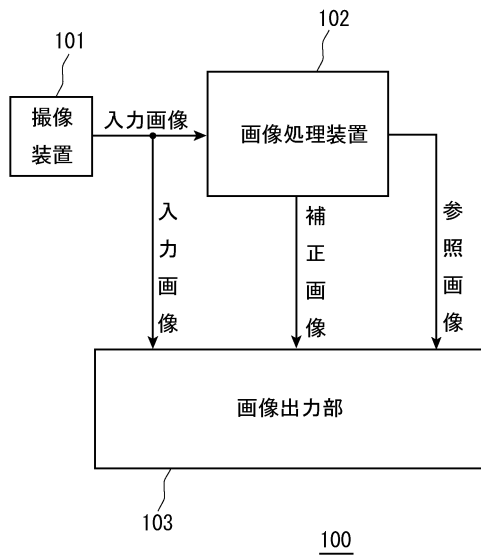 101
102
撮像
装置
入力画像
画像処理装置
入力画像
補正画像
参照画像
画像出力部
103
100